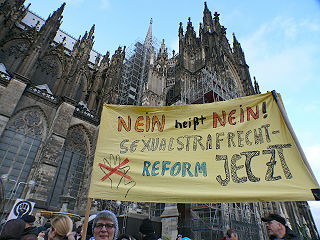 NEIN heißt NEIN!
SEXUALSTRAFRECHT-
REFORM JETZT